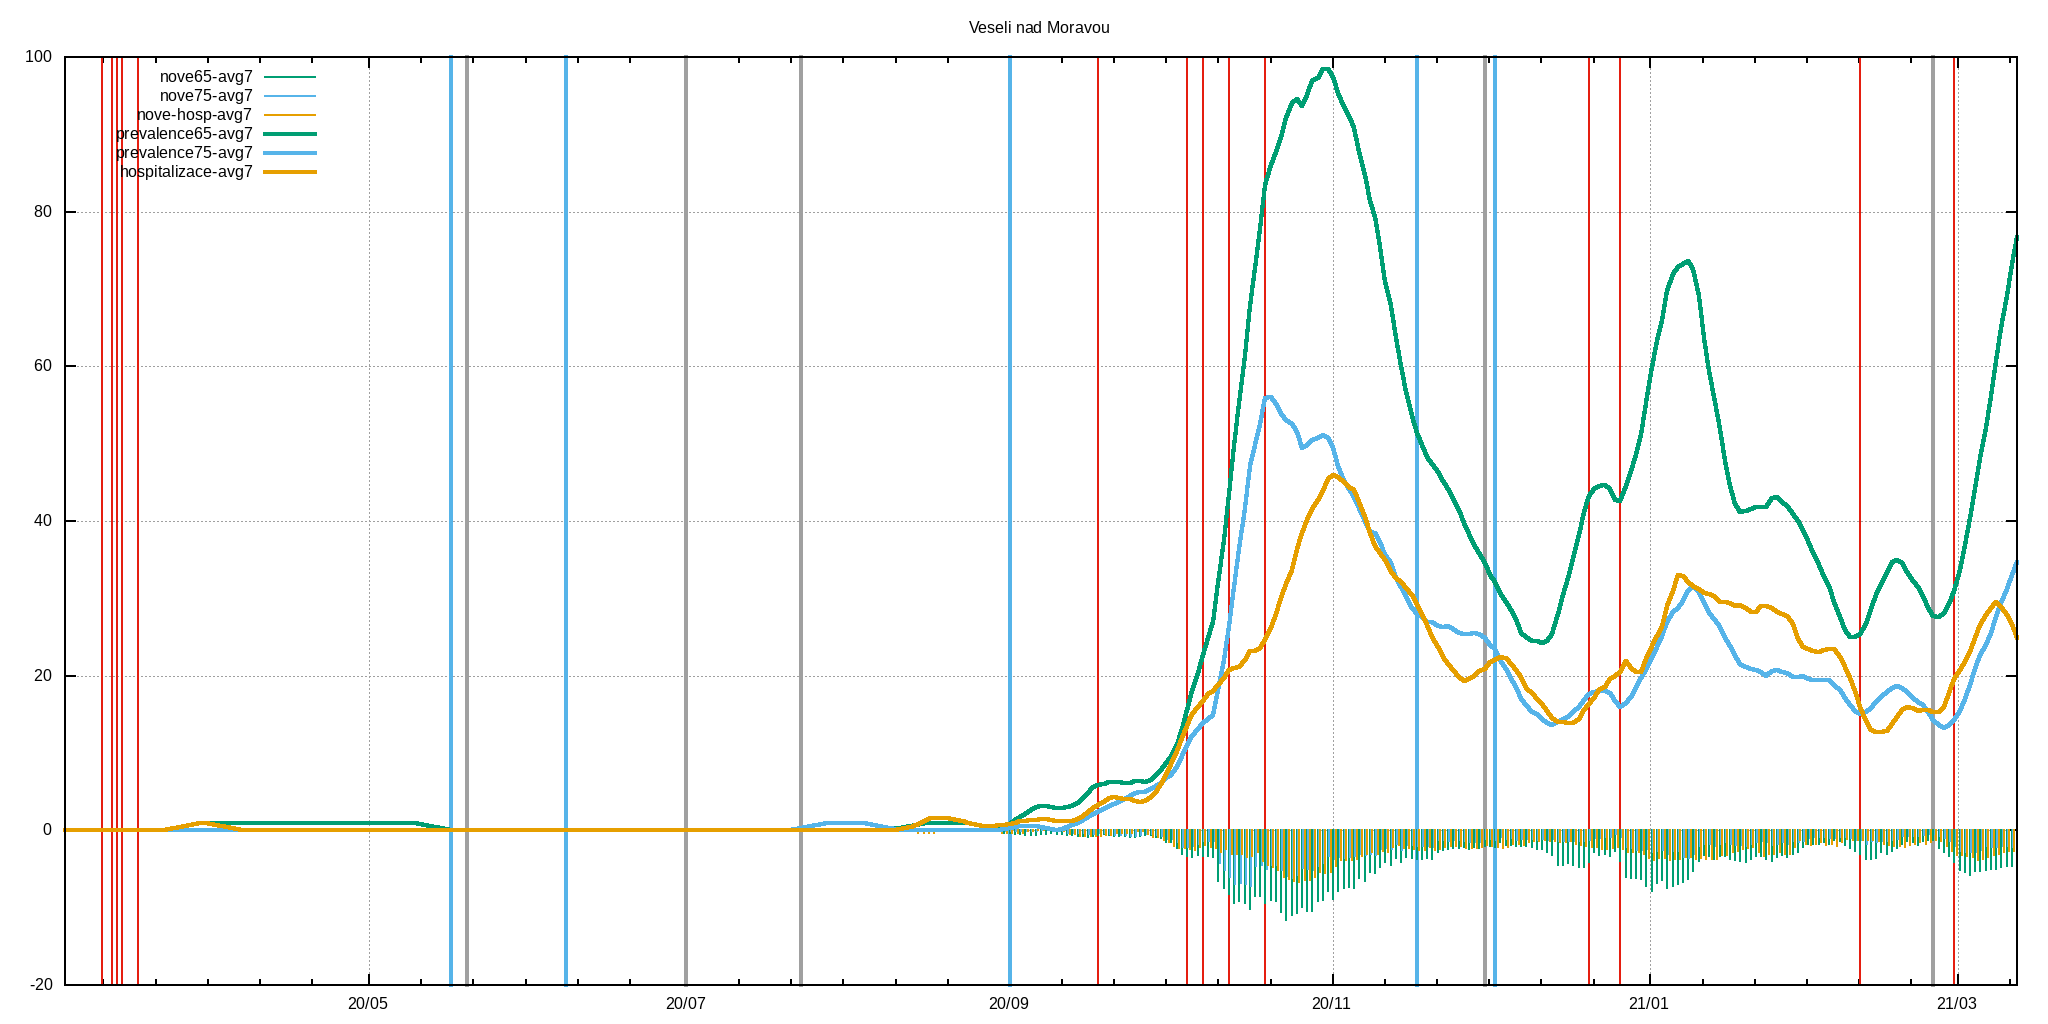 Veseli nad Moravou
100
nove65-avg7
nove75-avg7
nove-hosp-avg7
prevalence65-avg7
prevalence75-avg7
hospitalizace-avg7
80
60
40
20
0
-20
20/05 20/07 20/09 20/11 21/01 21/03